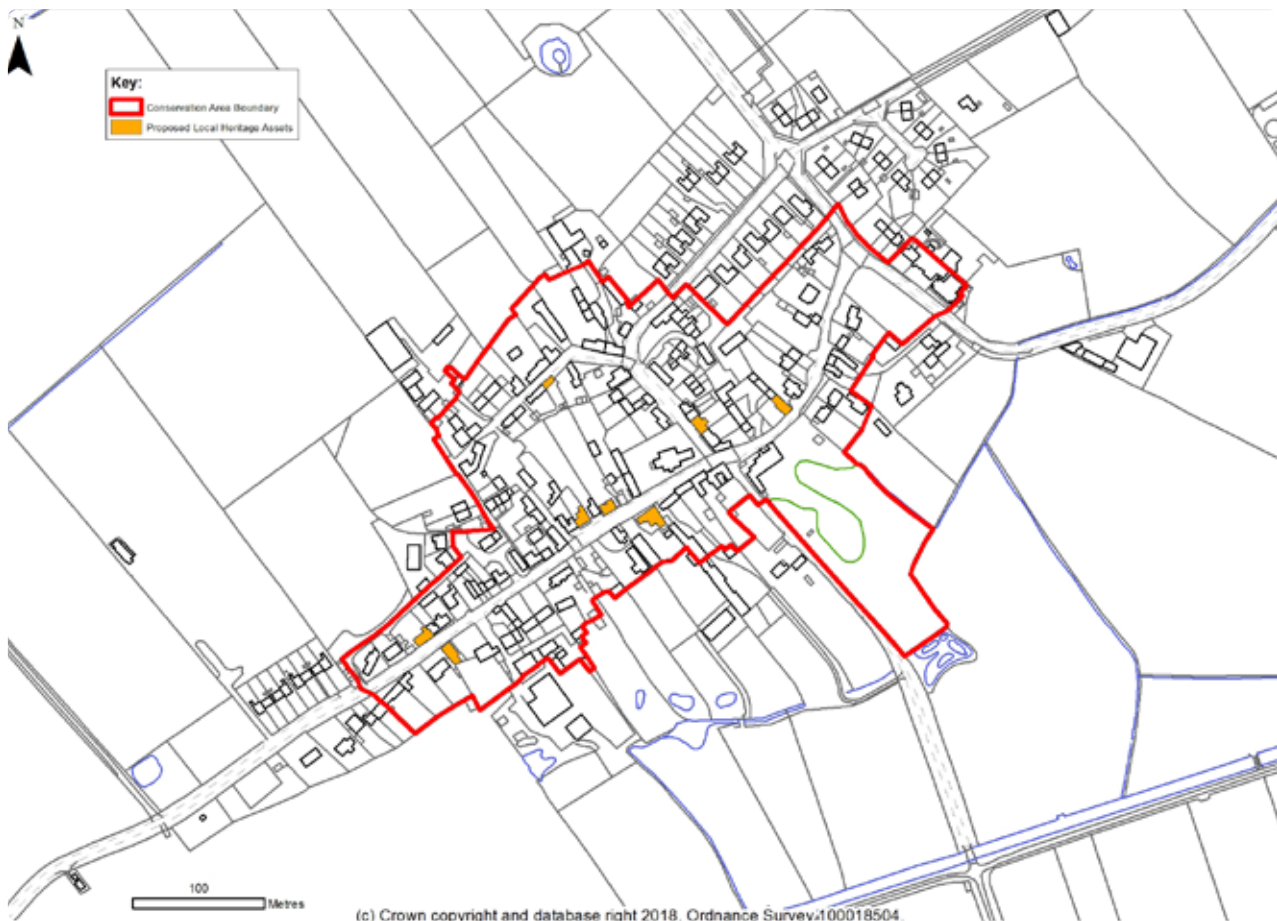 N
Key:
Conservation Area Boundary
Proposed Local Heritage Assets
100
Metres
(c) Crown copyright and database right 2018. Ordnance Survey 100018504.